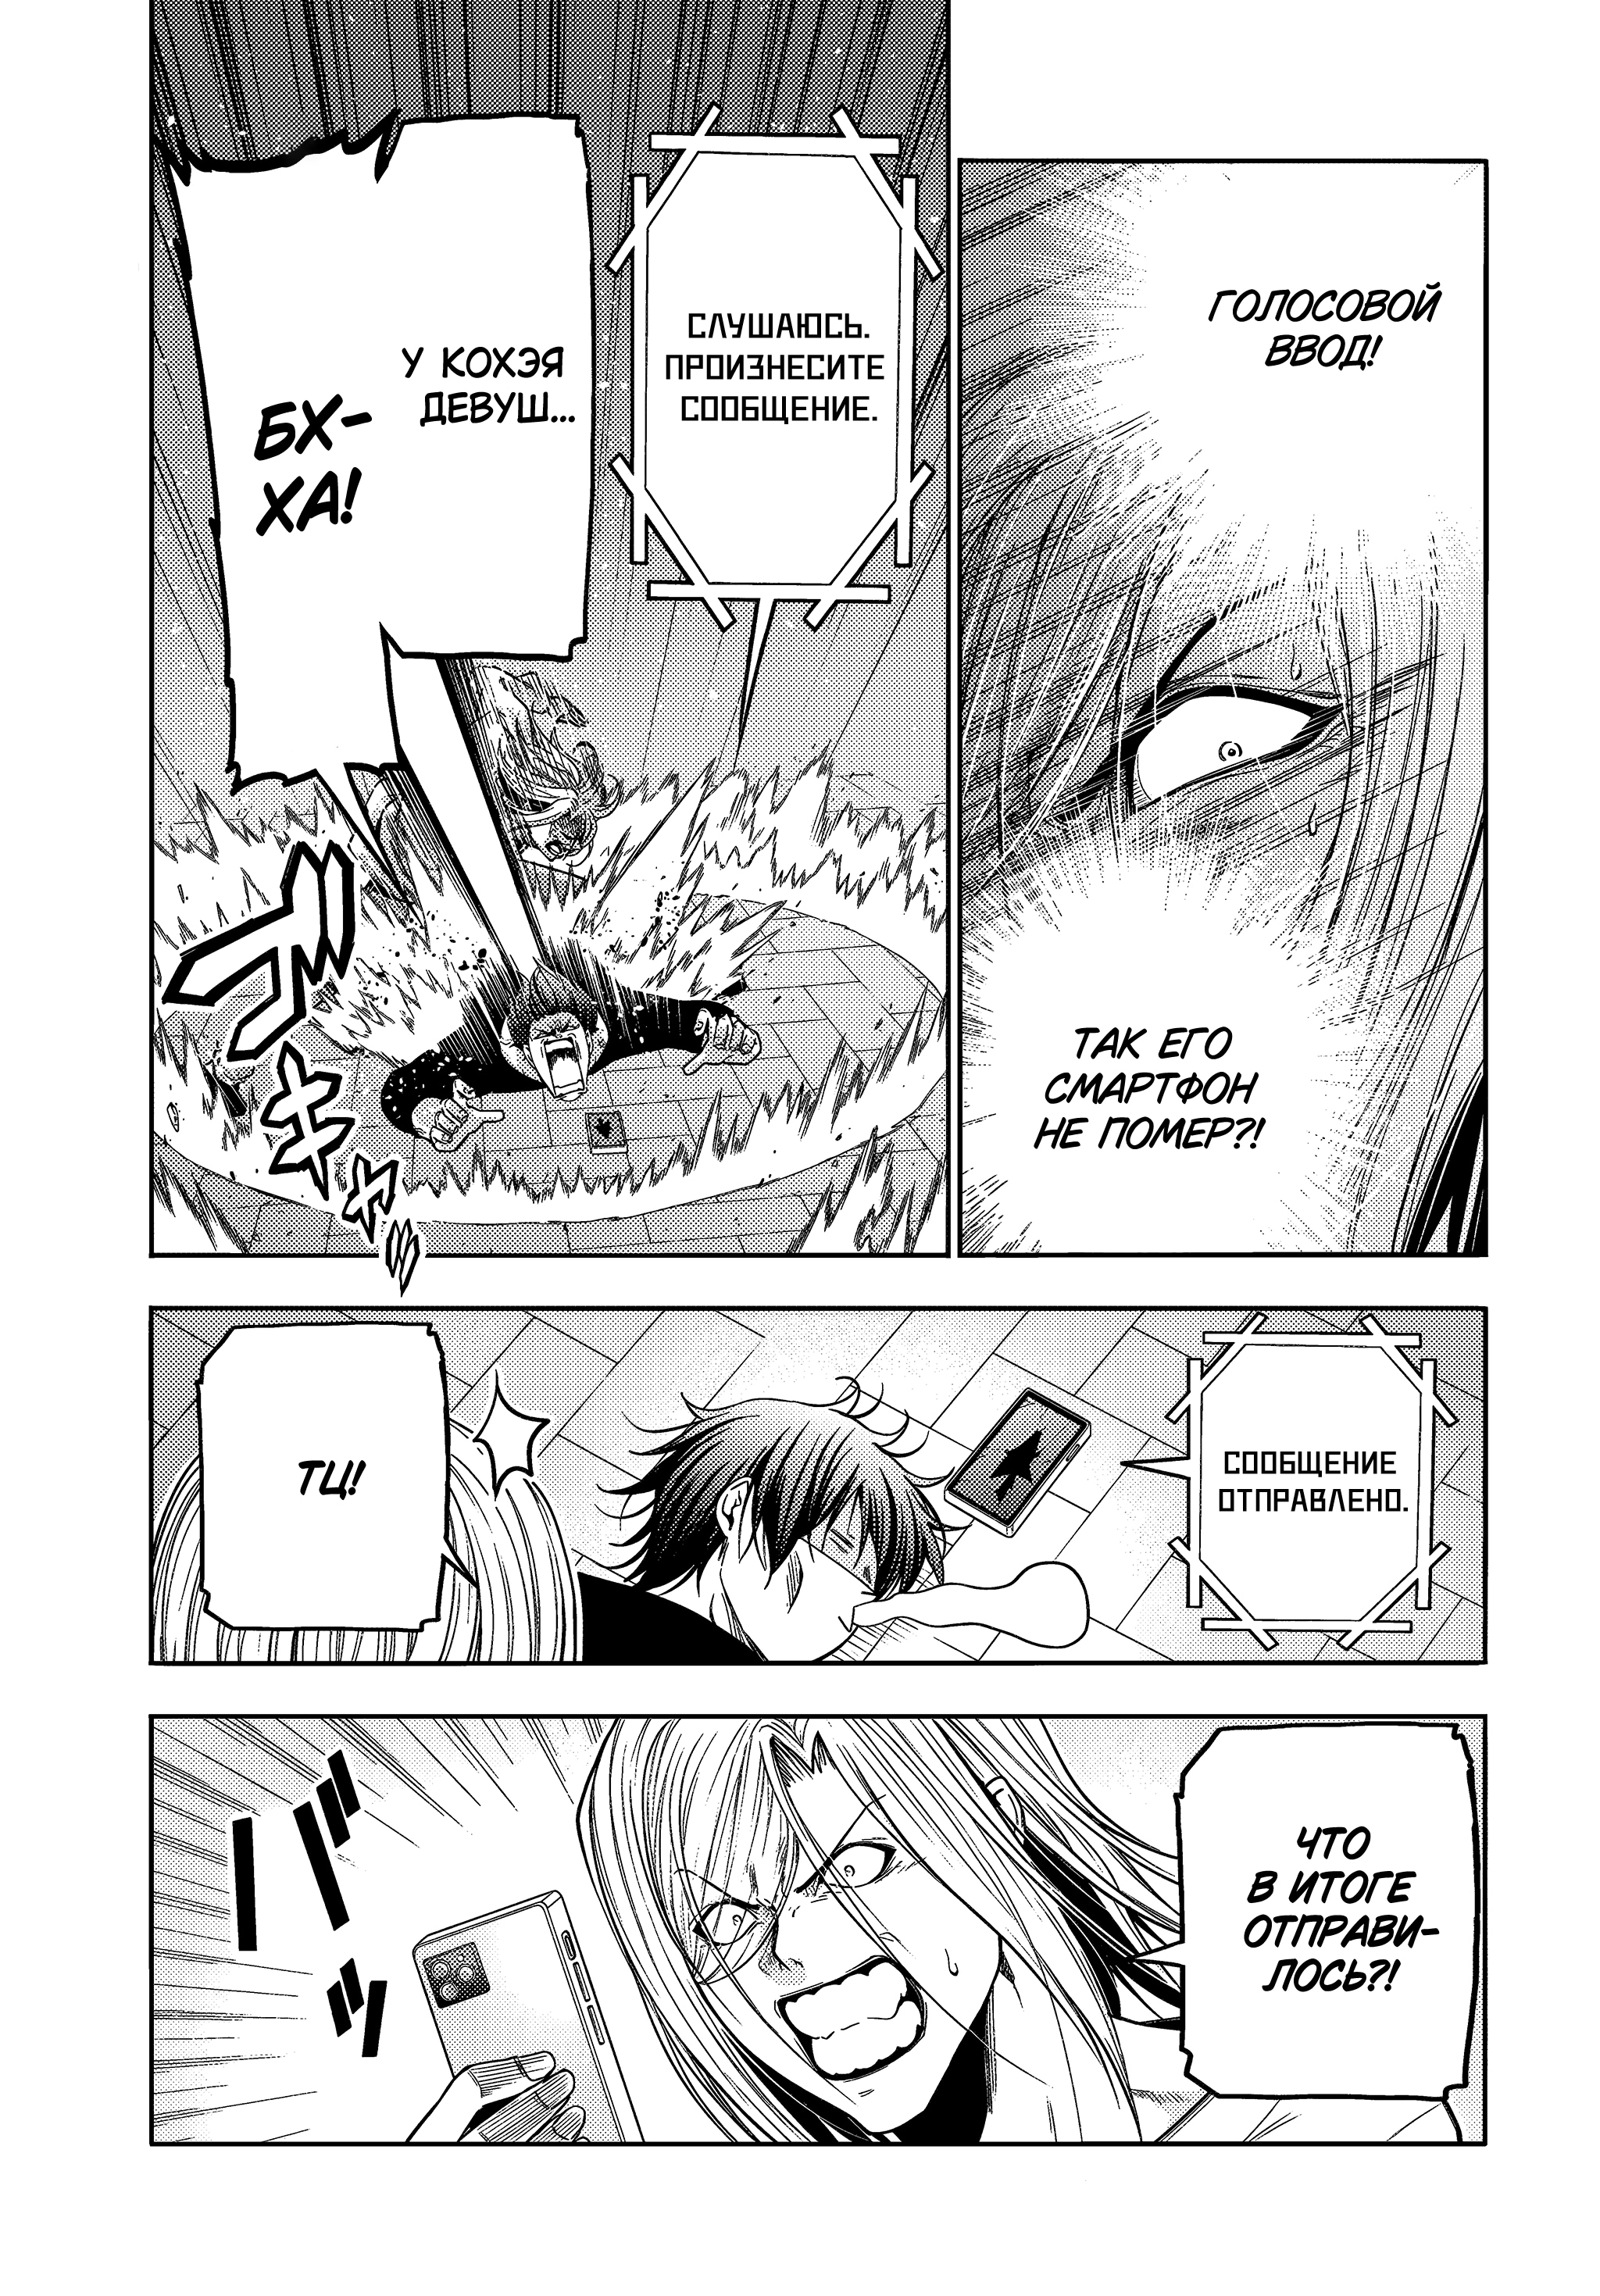 ГОЛОСОВОЙ
ВВОД!
ТАК ЕГО
СМАРТФОН
НЕ ПОМЕР?!
СЛУШАЮСЬ.
ПРОИЗНЕСИТЕ
СООБЩЕНИЕ.
У КОХЭЯ
ДЕВУШ...
БХ-
ХА!
СООБЩЕНИЕ
ОТПРАВЛЕНО.
ТЦ!
ЧТО
В ИТОГЕ
ОТПРАВИ-
ЛОСЬ?!